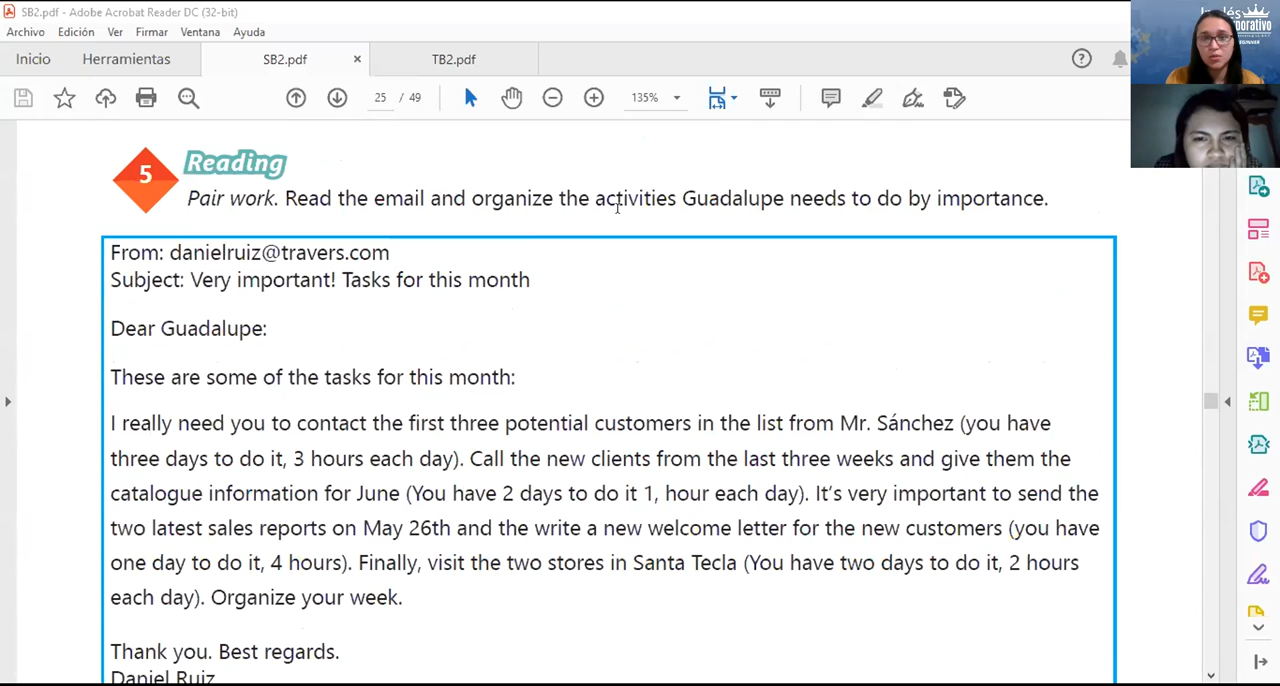 SB2.pdf - Adobe Acrobat Reader DC (32-bit)
Archivo Edición Ver Firmar Ventana Ayuda
Inicio Herramientas SB2.pdf × TB2.pdf
25 / 49 135%
Inglés
5 Reading
Pair work. Read the email and organize the activities Guadalupe needs to do by importance.
From: danielruiz@travers.com
Subject: Very important! Tasks for this month
Dear Guadalupe:
These are some of the tasks for this month:
I really need you to contact the first three potential customers in the list from Mr. Sánchez (you have
three days to do it, 3 hours each day). Call the new clients from the last three weeks and give them the
catalogue information for June (You have 2 days to do it 1, hour each day). It's very important to send the
two latest sales reports on May 26th and the write a new welcome letter for the new customers (you have
one day to do it, 4 hours). Finally, visit the two stores in Santa Tecla (You have two days to do it, 2 hours
each day). Organize your week.
Thank you. Best regards.
Daniel Ruiz